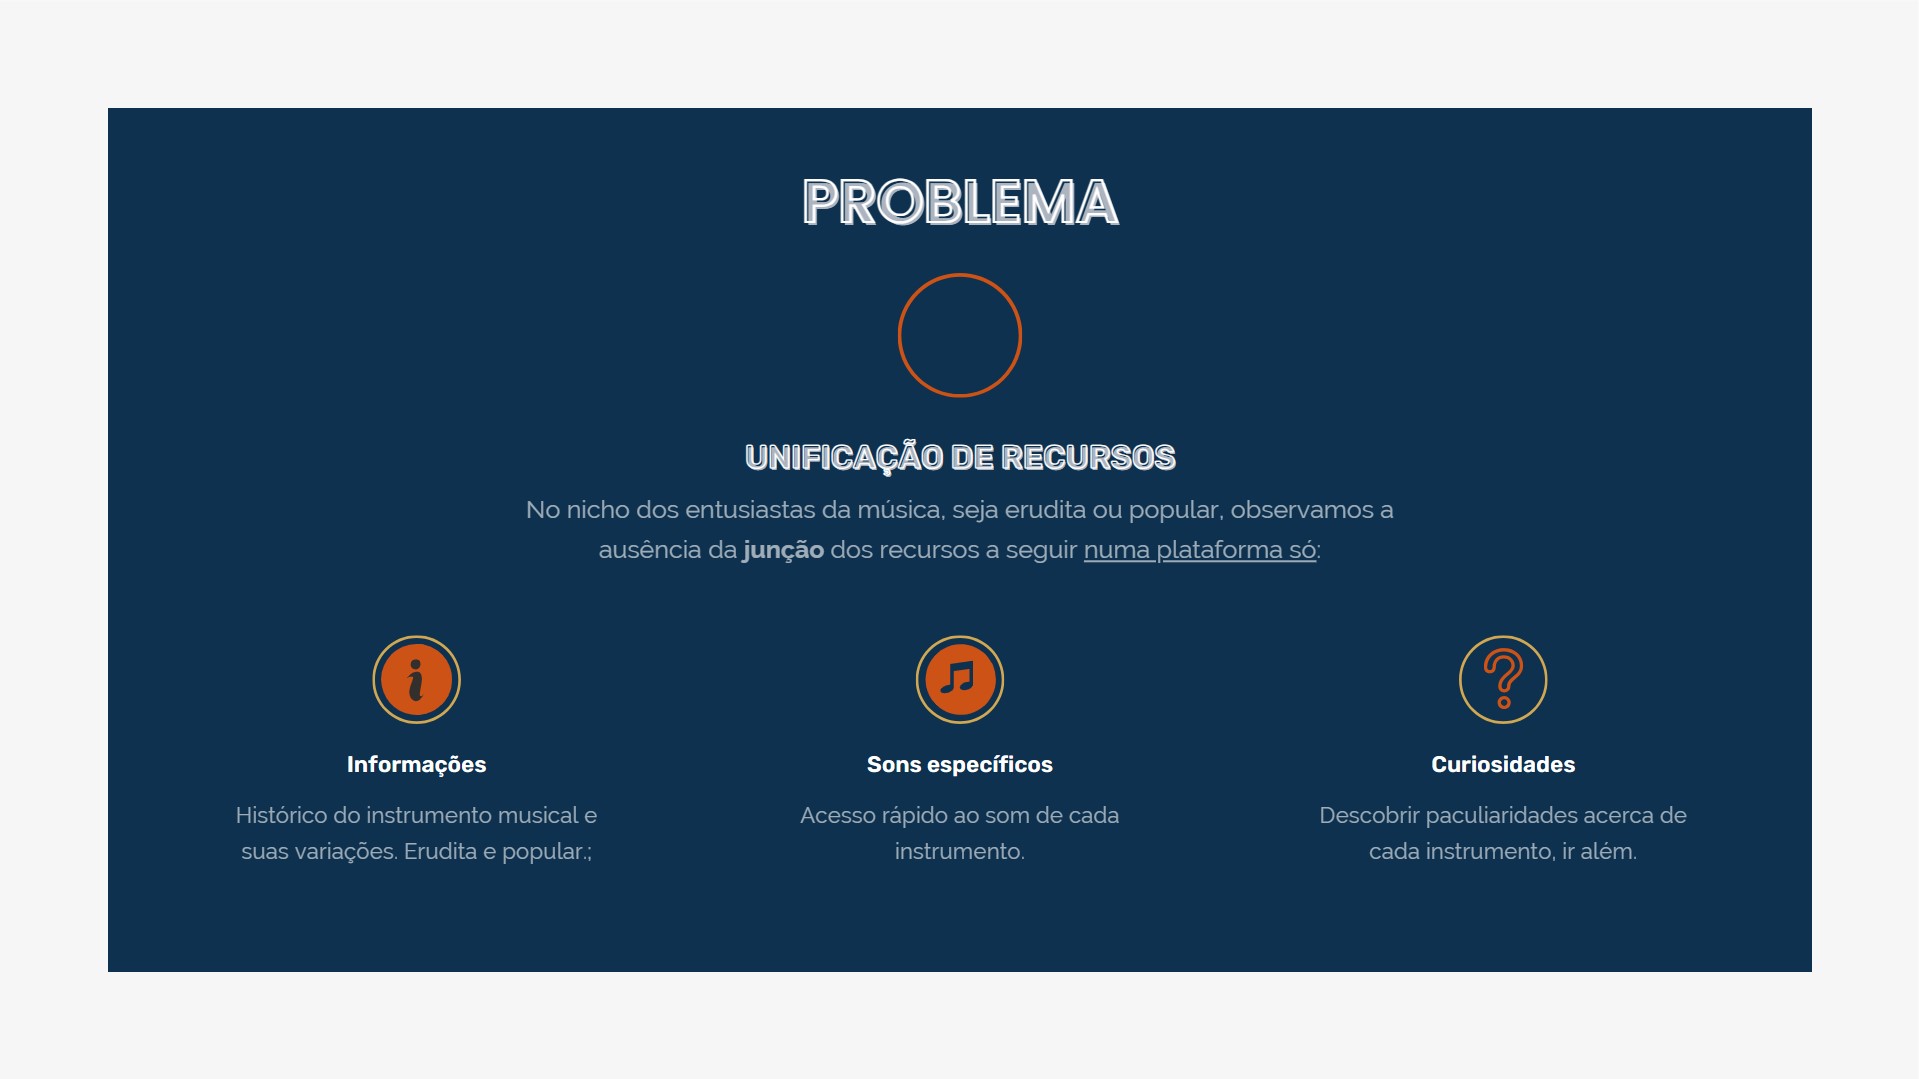 PROBLEMA
UNIFICAÇÃO DE RECURSOS
No nicho dos entusiastas da música, seja erudita ou popular, observamos a
ausência da junção dos recursos a seguir numa plataforma só:
Informações
Histórico do instrumento musical e
suas variações. Erudita e popular.;
Sons específicos
Acesso rápido ao som de cada
instrumento.
Curiosidades
Descobrir paculiaridades acerca de
cada instrumento, ir além.